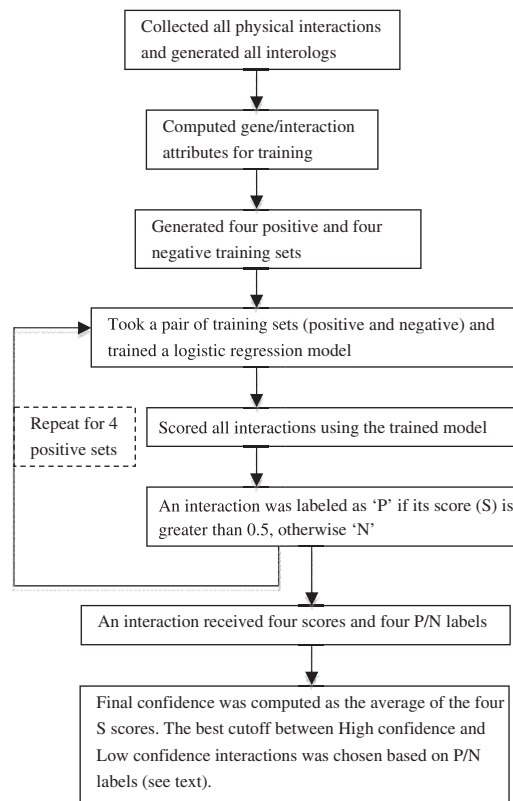 Collected all physical interactions
and generated all interologs
Computed gene/interaction
attributes for training
Generated four positive and four
negative training sets
Took a pair of training sets (positive and negative) and
trained a logistic regression model
Repeat for 4
positive sets
Scored all interactions using the trained model
An interaction was labeled as ‘P’ if its score (S) is
greater than 0.5, otherwise ‘N’
An interaction received four scores and four P/N labels
Final confidence was computed as the average of the four
S scores. The best cutoff between High confidence and
Low confidence interactions was chosen based on P/N
labels (see text).